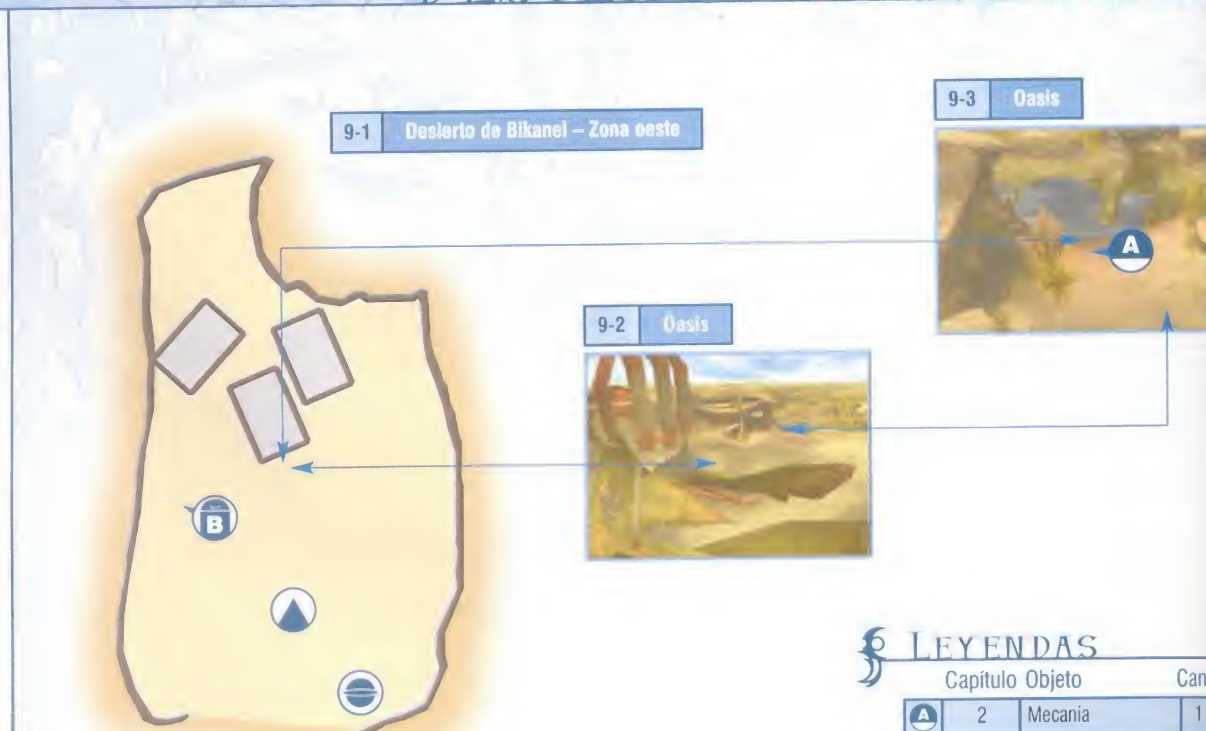 9-1 Desierto de Bikanel – Zona oeste
9-3 Oasis
A
9-2 Oasis
B
LEYENDAS
Capítulo Objeto
A 2 Mecania 1